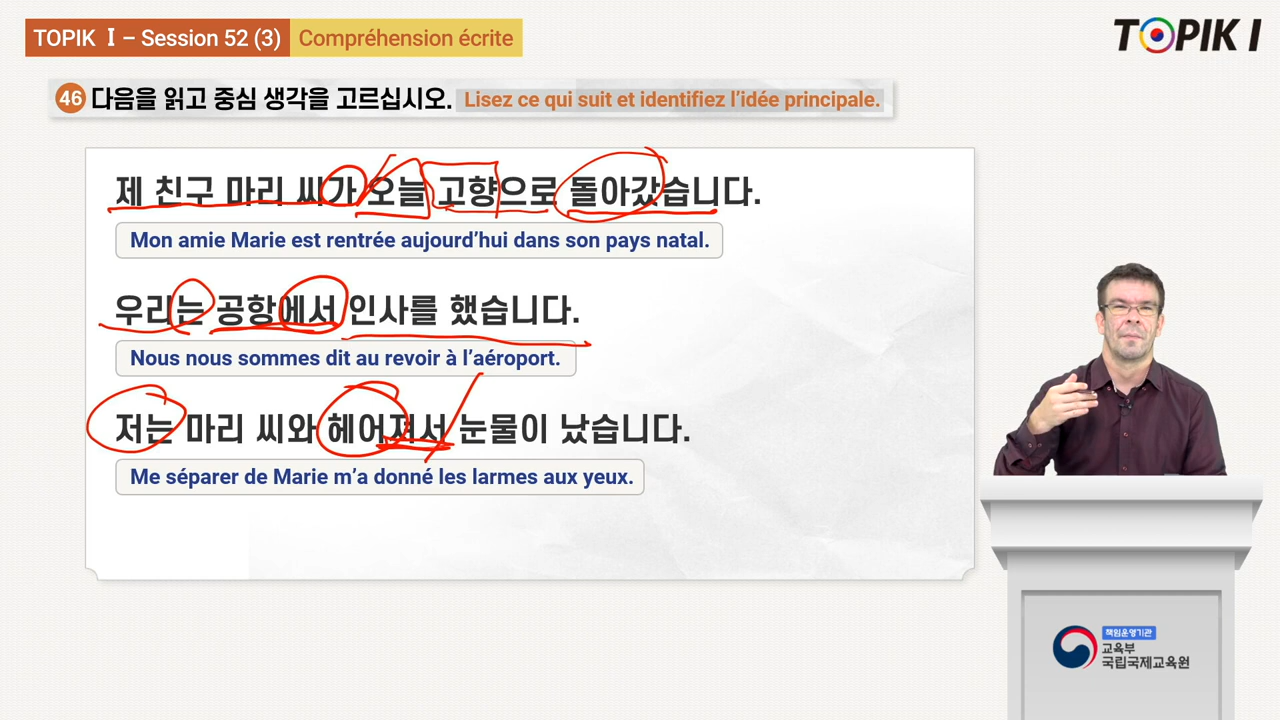 TOPIK Ⅰ – Session 52 (3) Compréhension écrite
TOPIK I
46 다음을 읽고 중심 생각을 고르십시오. Lisez ce qui suit et identifiez l'idée principale.
제 친구 마리 씨가 오늘 고향으로 돌아갔습니다.
Mon amie Marie est rentrée aujourd'hui dans son pays natal.
우리는 공항에서 인사를 했습니다.
Nous nous sommes dit au revoir à l'aéroport.
저는 마리 씨와 헤어져서 눈물이 났습니다.
Me séparer de Marie m'a donné les larmes aux yeux.
책임운영기관
교육부
국립국제교육원